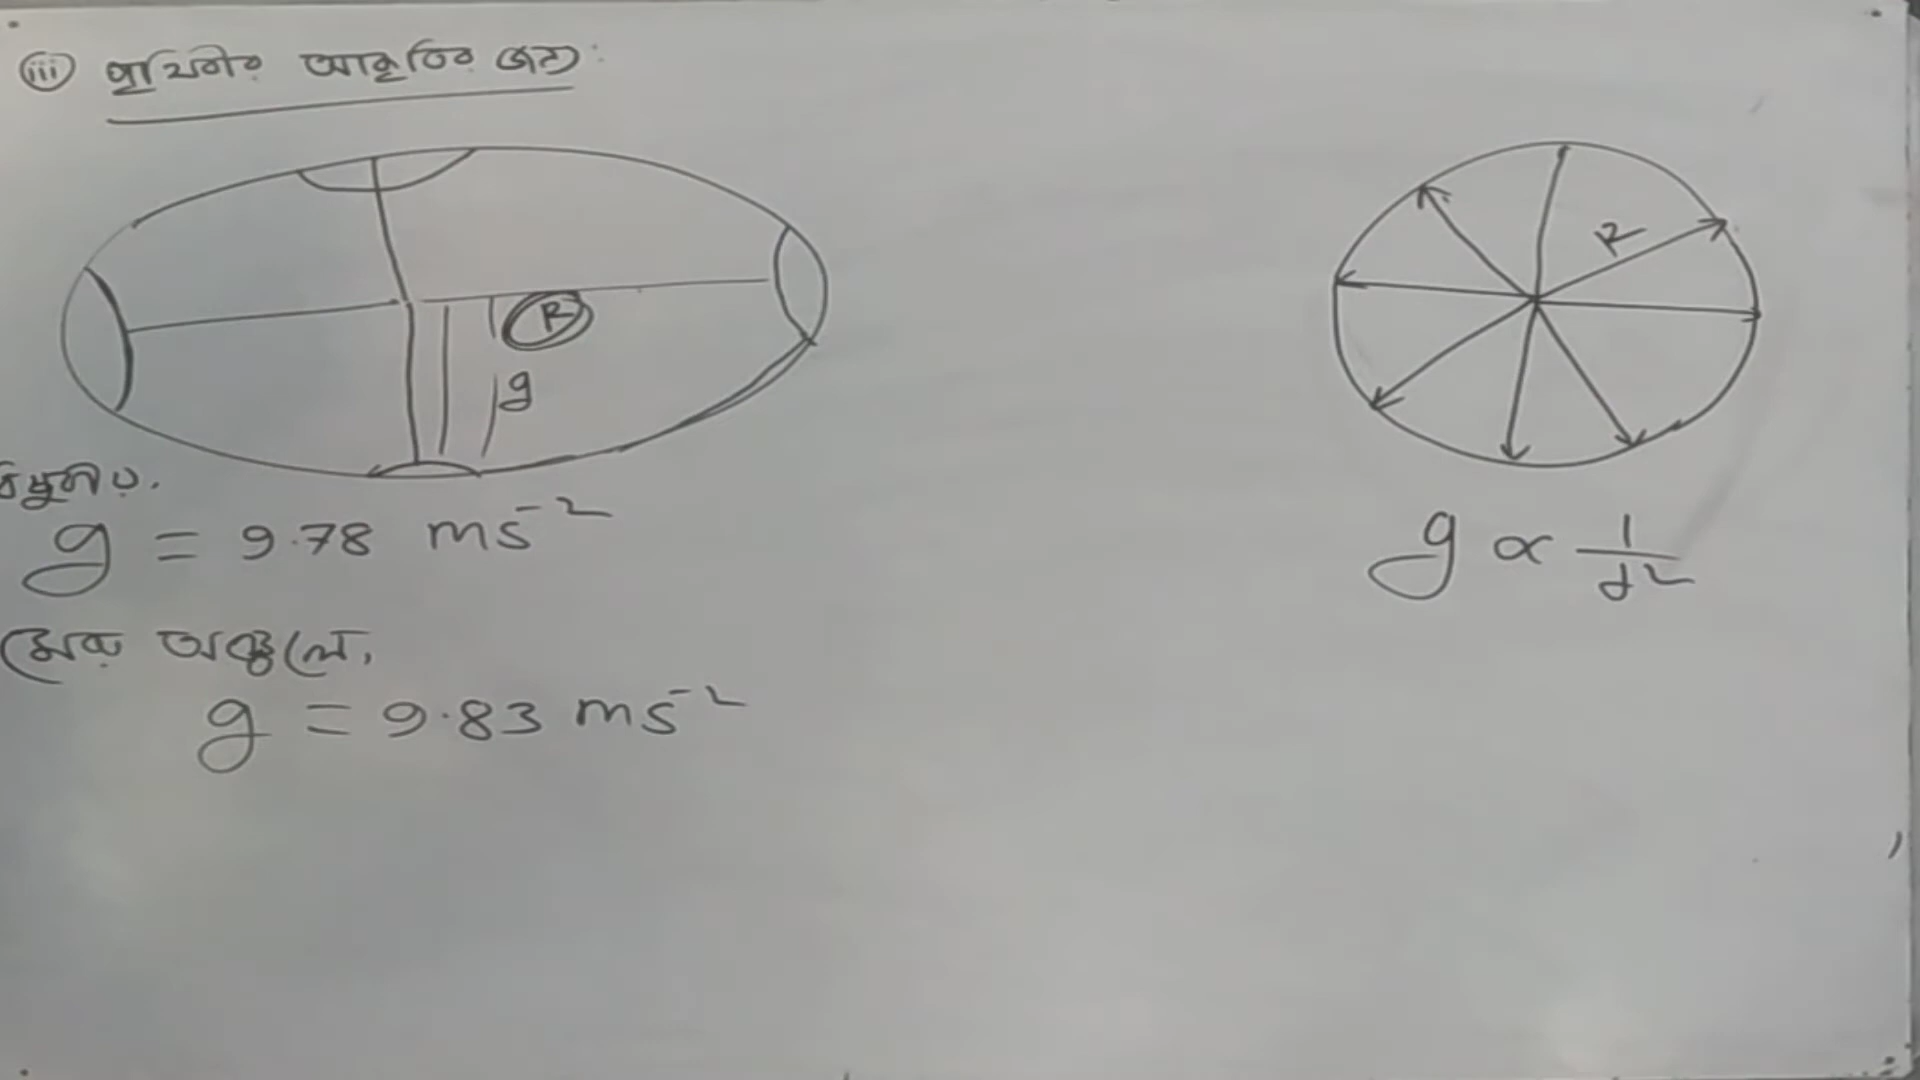 iii পৃথিবীর আকৃতির জন্য:
R
g
বিষুবীয়.
g = 9.78 ms⁻²
মেরু অঞ্চলে,
g = 9.83 ms⁻²
R
g ∝ 1/d²